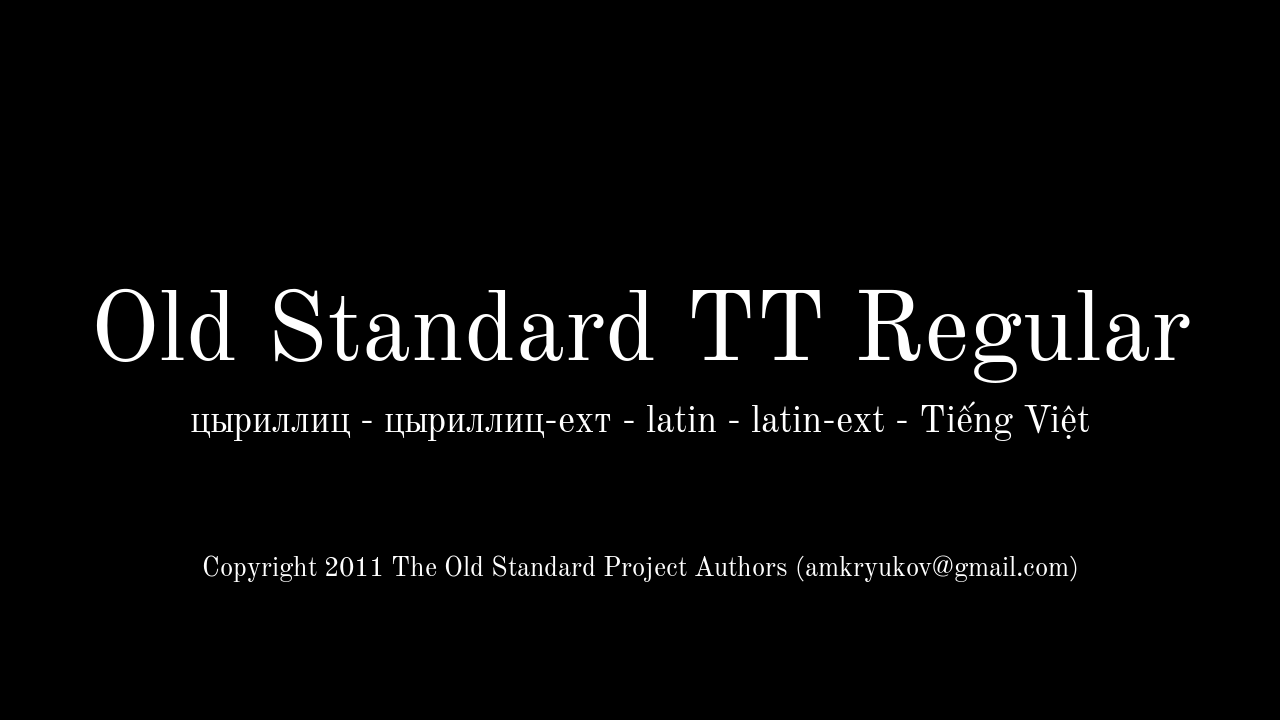 Old Standard TT Regular
цыриллиц - цыриллиц-ехт - latin - latin-ext - Tiếng Việt
Copyright 2011 The Old Standard Project Authors (amkryukov@gmail.com)